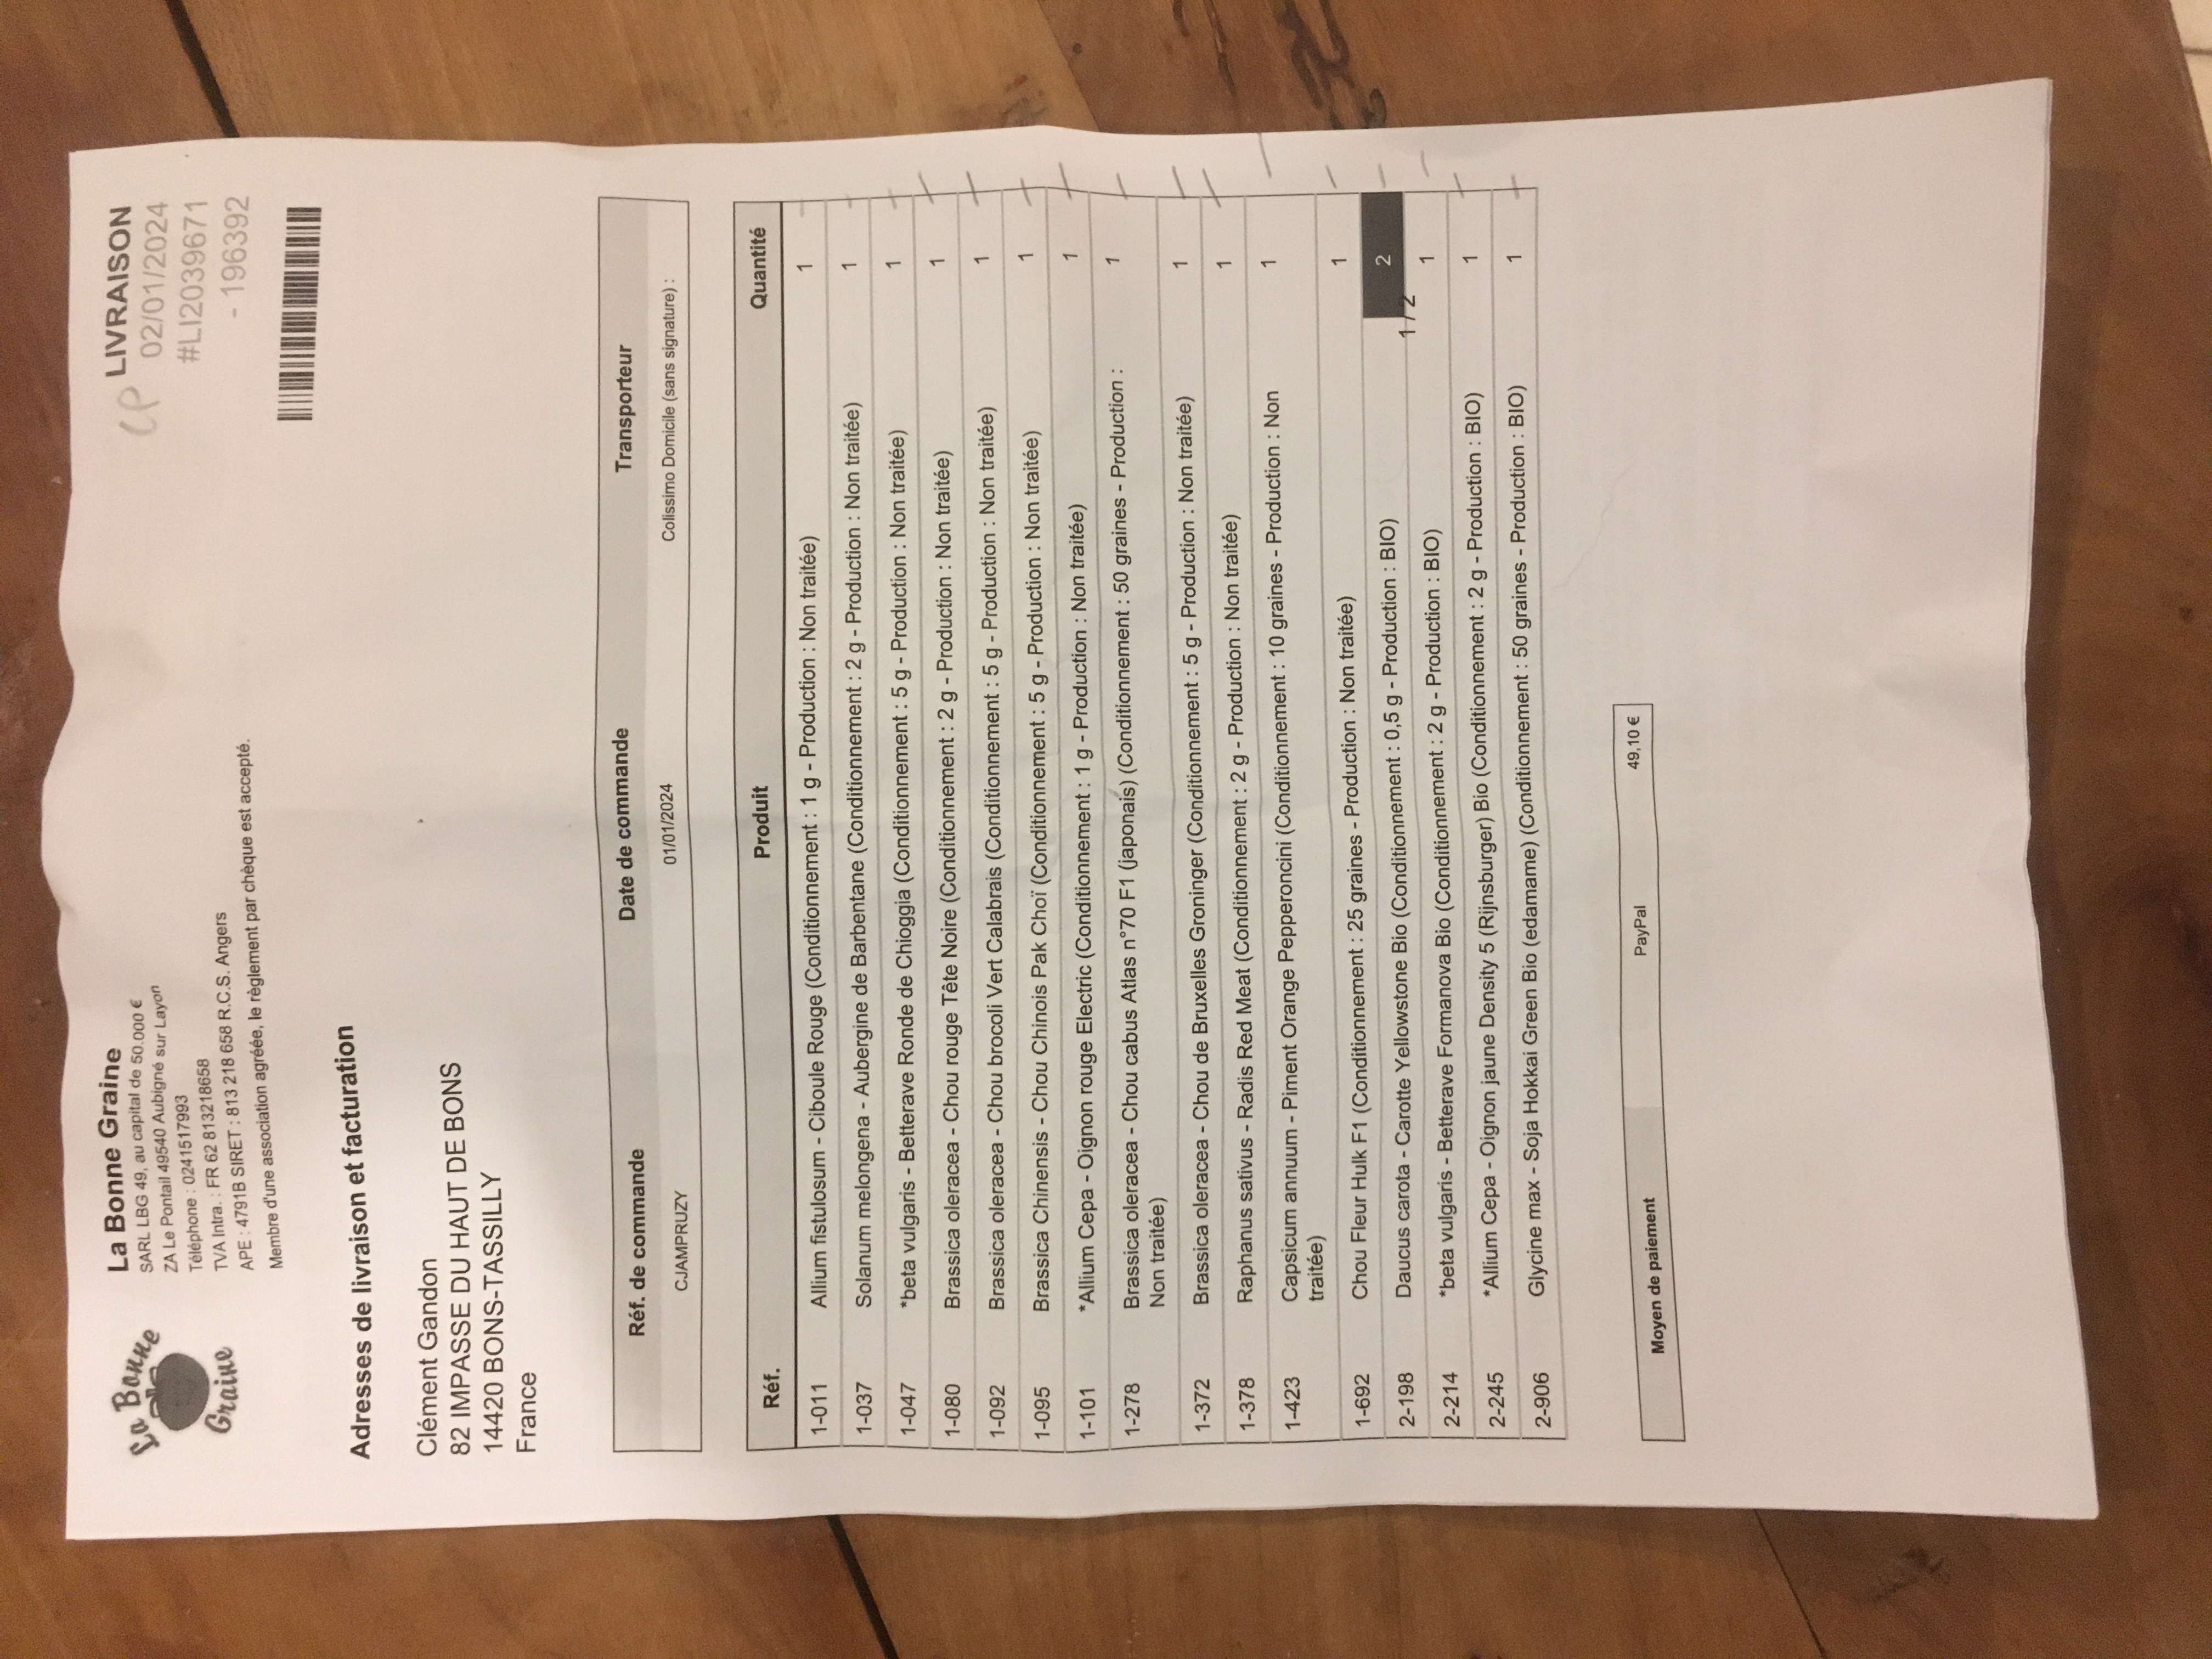 La Bonne
Graine
La Bonne Graine
SARL LBG 49, au capital de 50.000 €
ZA Le Pontail 49540 Aubigné sur Layon
Téléphone : 0241517993
TVA Intra. : FR 62 813218658
APE : 4791B SIRET : 813 218 658 R.C.S. Angers
Membre d'une association agréée, le règlement par chèque est accepté.
CP
LIVRAISON
02/01/2024
#LI2039671
- 196392
Adresses de livraison et facturation
Clément Gandon
82 IMPASSE DU HAUT DE BONS
14420 BONS-TASSILLY
France
Réf. de commande Date de commande Transporteur
CJAMPRUZY 01/01/2024 Colissimo Domicile (sans signature) :
Réf. Produit Quantité
1-011 Allium fistulosum - Ciboule Rouge (Conditionnement : 1 g - Production : Non traitée) 1
1-037 Solanum melongena - Aubergine de Barbentane (Conditionnement : 2 g - Production : Non traitée) 1
1-047 *beta vulgaris - Betterave Ronde de Chioggia (Conditionnement : 5 g - Production : Non traitée) 1
1-080 Brassica oleracea - Chou rouge Tête Noire (Conditionnement : 2 g - Production : Non traitée) 1
1-092 Brassica oleracea - Chou brocoli Vert Calabrais (Conditionnement : 5 g - Production : Non traitée) 1
1-095 Brassica Chinensis - Chou Chinois Pak Choï (Conditionnement : 5 g - Production : Non traitée) 1
1-101 *Allium Cepa - Oignon rouge Electric (Conditionnement : 1 g - Production : Non traitée) 1
1-278 Brassica oleracea - Chou cabus Atlas n°70 F1 (japonais) (Conditionnement : 50 graines - Production : 1
Non traitée)
1-372 Brassica oleracea - Chou de Bruxelles Groninger (Conditionnement : 5 g - Production : Non traitée) 1
1-378 Raphanus sativus - Radis Red Meat (Conditionnement : 2 g - Production : Non traitée) 1
1-423 Capsicum annuum - Piment Orange Pepperoncini (Conditionnement : 10 graines - Production : Non 1
traitée)
1-692 Chou Fleur Hulk F1 (Conditionnement : 25 graines - Production : Non traitée) 1
2-198 Daucus carota - Carotte Yellowstone Bio (Conditionnement : 0,5 g - Production : BIO) 2
1 / 2
2-214 *beta vulgaris - Betterave Formanova Bio (Conditionnement : 2 g - Production : BIO) 1
2-245 *Allium Cepa - Oignon jaune Density 5 (Rijnsburger) Bio (Conditionnement : 2 g - Production : BIO) 1
2-906 Glycine max - Soja Hokkai Green Bio (edamame) (Conditionnement : 50 graines - Production : BIO) 1
Moyen de paiement PayPal 49,10 €